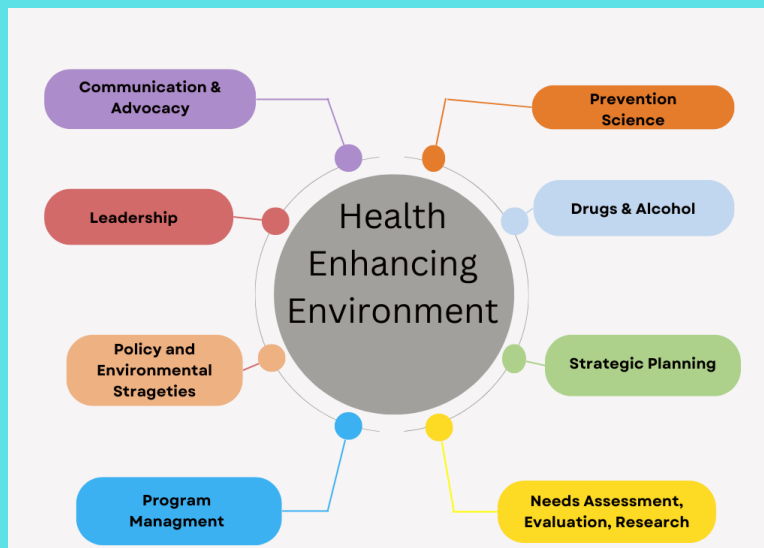 Communication &
Advocacy
Prevention
Science
Leadership
Drugs & Alcohol
Health
Enhancing
Environment
Policy and
Environmental
Strageties
Strategic Planning
Program
Managment
Needs Assessment,
Evaluation, Research